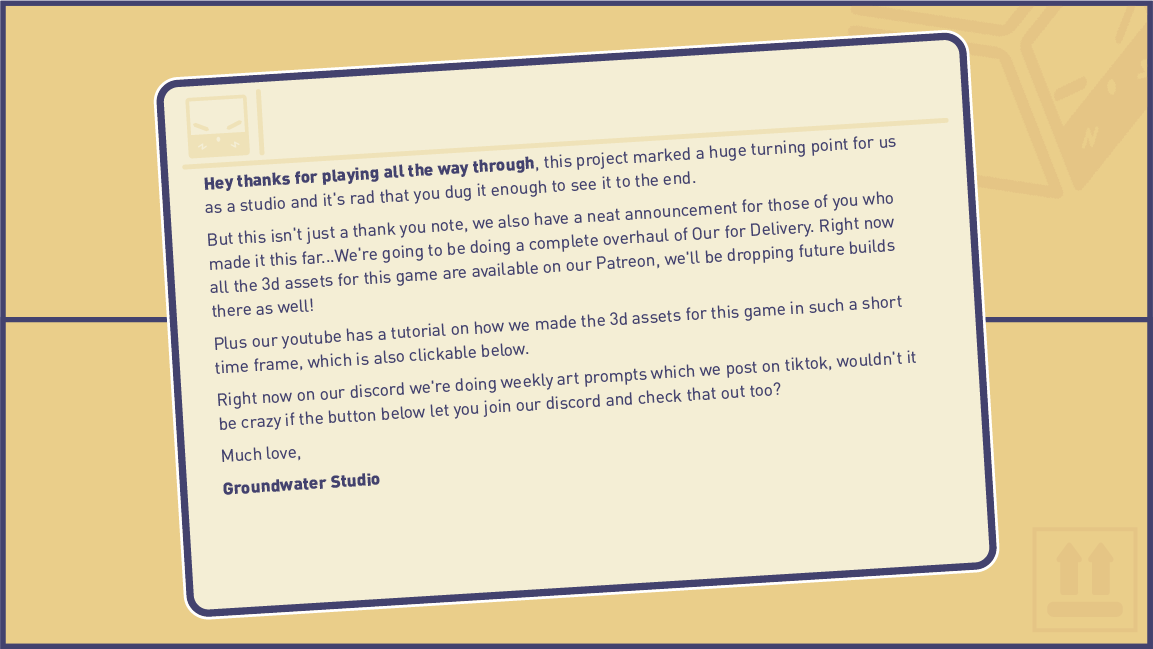 Hey thanks for playing all the way through, this project marked a huge turning point for us
as a studio and it's rad that you dug it enough to see it to the end.
But this isn't just a thank you note, we also have a neat announcement for those of you who
made it this far...We're going to be doing a complete overhaul of Our for Delivery. Right now
all the 3d assets for this game are available on our Patreon, we'll be dropping future builds
there as well!
Plus our youtube has a tutorial on how we made the 3d assets for this game in such a short
time frame, which is also clickable below.
Right now on our discord we're doing weekly art prompts which we post on tiktok, wouldn't it
be crazy if the button below let you join our discord and check that out too?
Much love,
Groundwater Studio